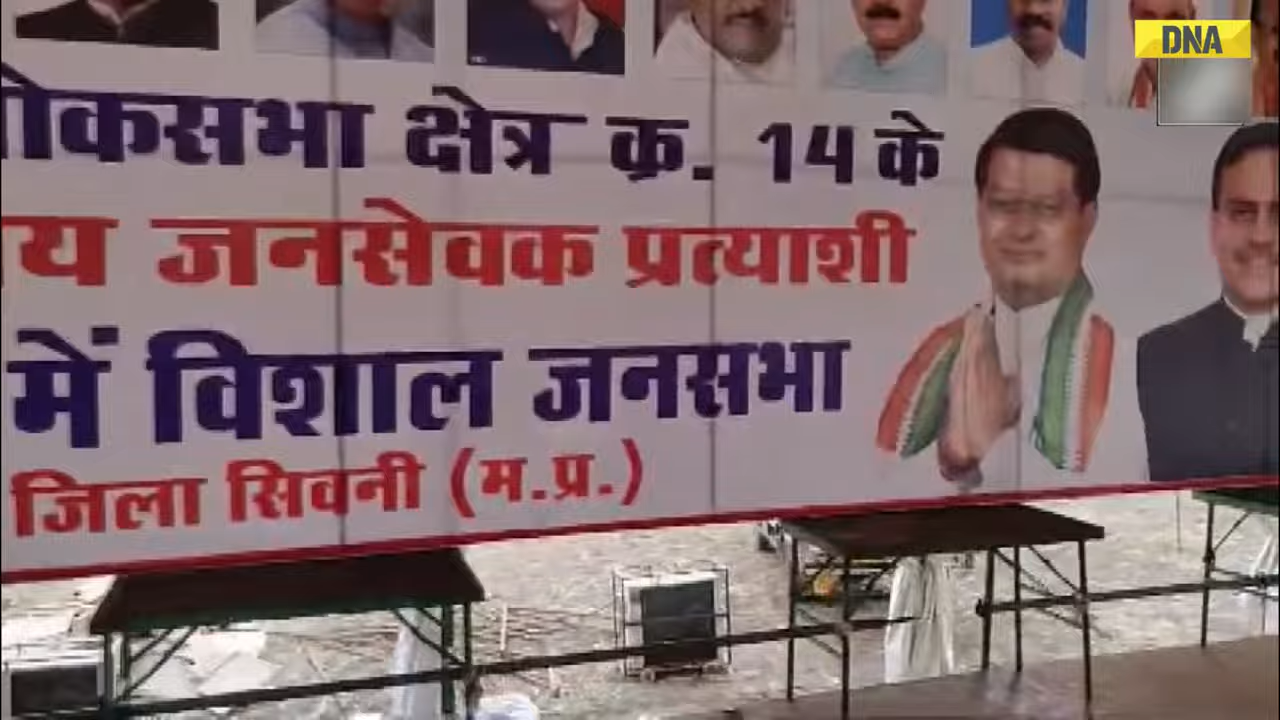 DNA
लोकसभा क्षेत्र क्र. 14 के
य जनसेवक प्रत्याशी
में विशाल जनसभा
जिला सिवनी (म.प्र.)